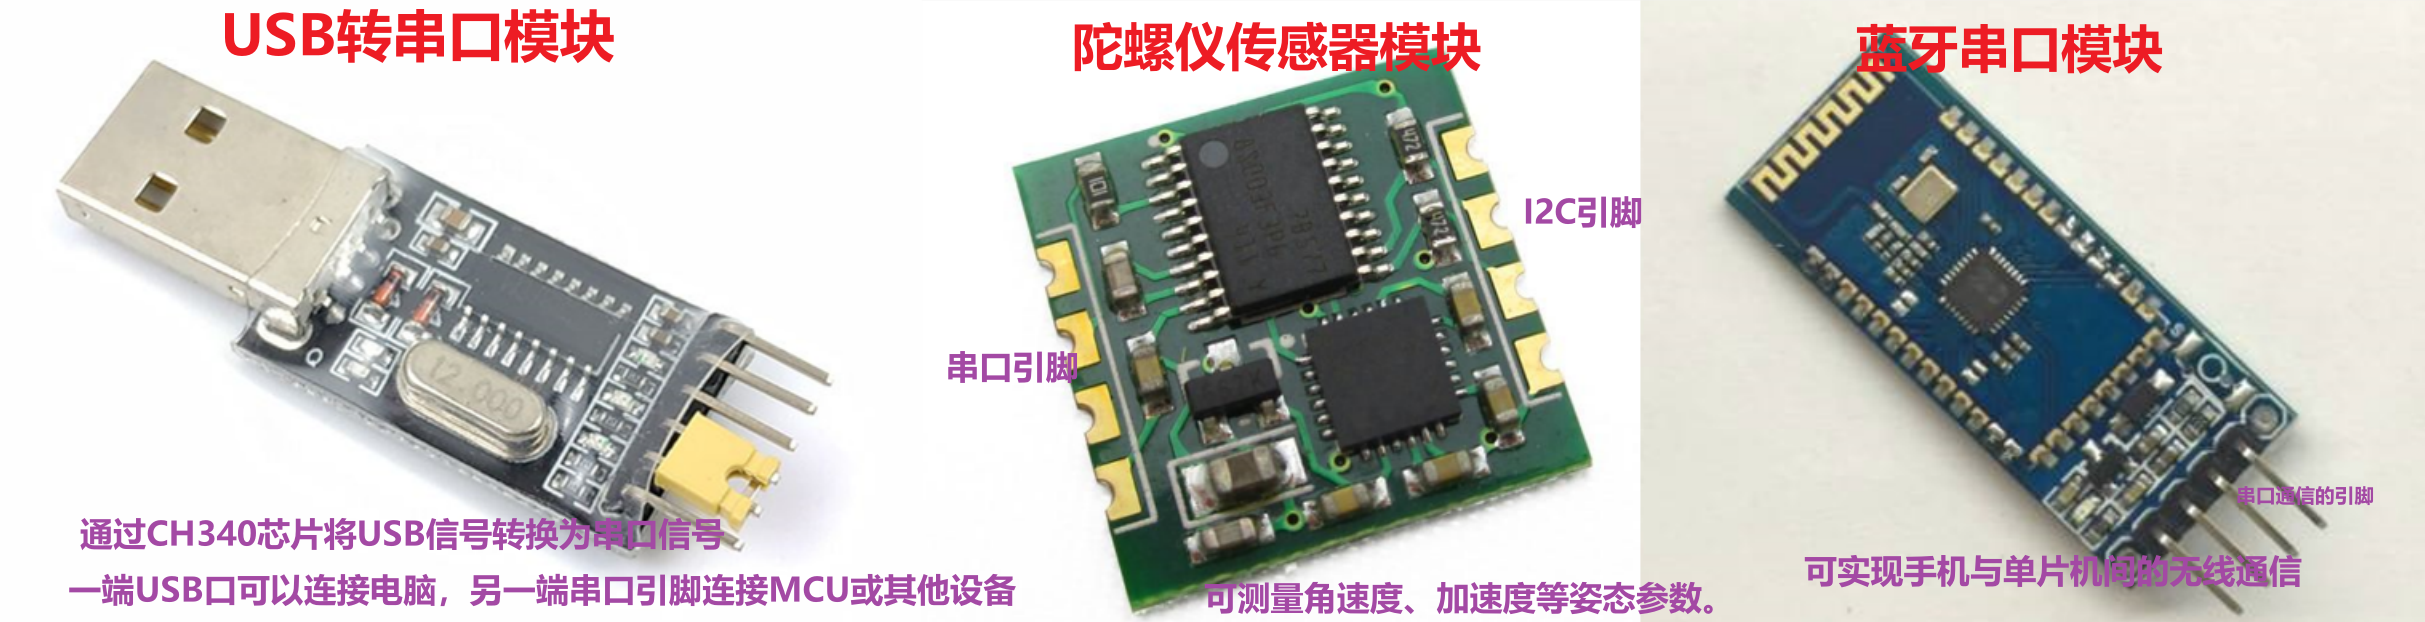 USB转串口模块
12.000
通过CH340芯片将USB信号转换为串口信号
一端USB口可以连接电脑，另一端串口引脚连接MCU或其他设备
陀螺仪传感器模块
101
472
472
I2C引脚
串口引脚
可测量角速度、加速度等姿态参数。
蓝牙串口模块
串口通信的引脚
可实现手机与单片机间的无线通信